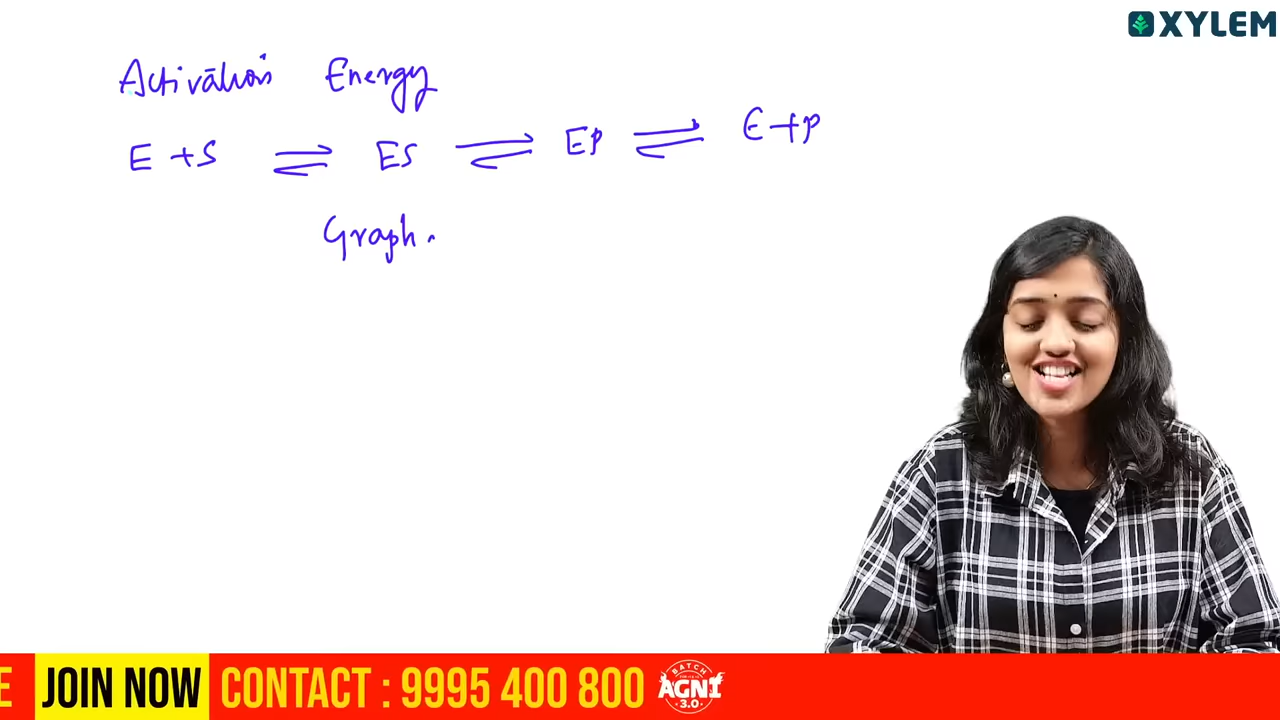 XYLEM
Activation Energy
E + S ⇌ ES ⇌ EP ⇌ E + P
Graph.
E JOIN NOW CONTACT : 9995 400 800
BATCH
AGNI
3.0